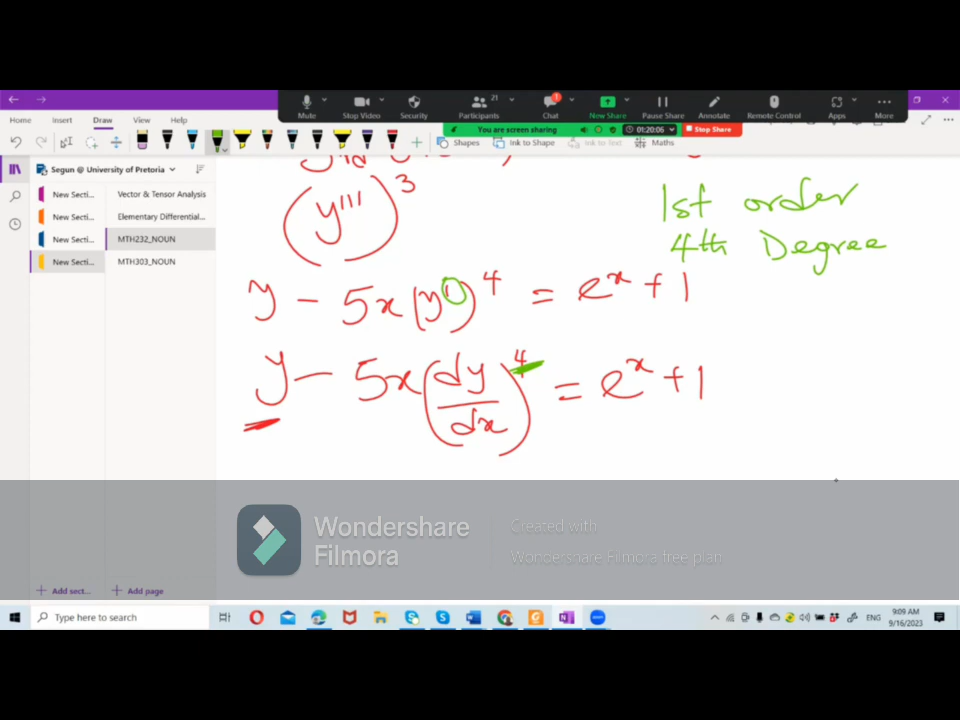 21
Mute Security Participants Chat New Share Pause Share Annotate Remote Control Apps More
Home Insert Draw View Help
You are screen sharing 01:20:06 Stop Share
Shapes Ink to Shape Ink to Text Maths
Segun @ University of Pretoria
New Secti... Vector & Tensor Analysis
New Secti... Elementary Differential...
New Secti... MTH232_NOUN
New Secti... MTH303_NOUN
(y''')^3
1st order
4th Degree
y - 5x(y')^4 = e^x + 1
y - 5x(dy/dx)^4 = e^x + 1
Wondershare
Filmora
Created with
Wondershare Filmora free plan
+ Add sect... + Add page
Type here to search
ENG 9:09 AM
9/16/2023